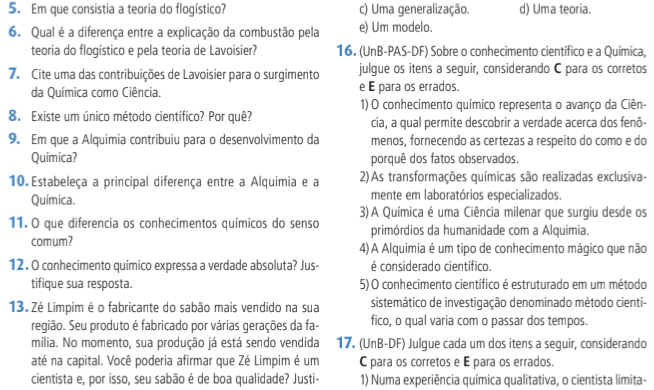 5. Em que consistia a teoria do flogístico?
6. Qual é a diferença entre a explicação da combustão pela
teoria do flogístico e pela teoria de Lavoisier?
7. Cite uma das contribuições de Lavoisier para o surgimento
da Química como Ciência.
8. Existe um único método científico? Por quê?
9. Em que a Alquimia contribuiu para o desenvolvimento da
Química?
10. Estabeleça a principal diferença entre a Alquimia e a
Química.
11. O que diferencia os conhecimentos químicos do senso
comum?
12. O conhecimento químico expressa a verdade absoluta? Jus-
tifique sua resposta.
13. Zé Limpim é o fabricante do sabão mais vendido na sua
região. Seu produto é fabricado por várias gerações da fa-
mília. No momento, sua produção já está sendo vendida
até na capital. Você poderia afirmar que Zé Limpim é um
cientista e, por isso, seu sabão é de boa qualidade? Justi-
c) Uma generalização. d) Uma teoria.
e) Um modelo.
16. (UnB-PAS-DF) Sobre o conhecimento científico e a Química,
julgue os itens a seguir, considerando C para os corretos
e E para os errados.
1) O conhecimento químico representa o avanço da Ciên-
cia, a qual permite descobrir a verdade acerca dos fenô-
menos, fornecendo as certezas a respeito do como e do
porquê dos fatos observados.
2) As transformações químicas são realizadas exclusiva-
mente em laboratórios especializados.
3) A Química é uma Ciência milenar que surgiu desde os
primórdios da humanidade com a Alquimia.
4) A Alquimia é um tipo de conhecimento mágico que não
é considerado científico.
5) O conhecimento científico é estruturado em um método
sistemático de investigação denominado método cientí-
fico, o qual varia com o passar dos tempos.
17. (UnB-DF) Julgue cada um dos itens a seguir, considerando
C para os corretos e E para os errados.
1) Numa experiência química qualitativa, o cientista limita-